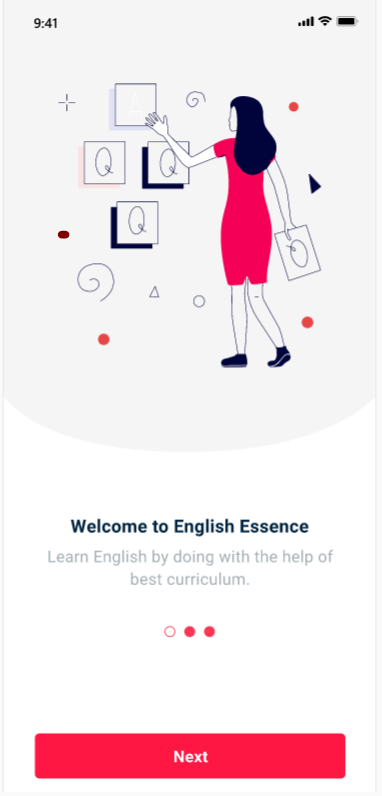 9:41
A
Q Q
Q
Q
Welcome to English Essence
Learn English by doing with the help of
best curriculum.
Next